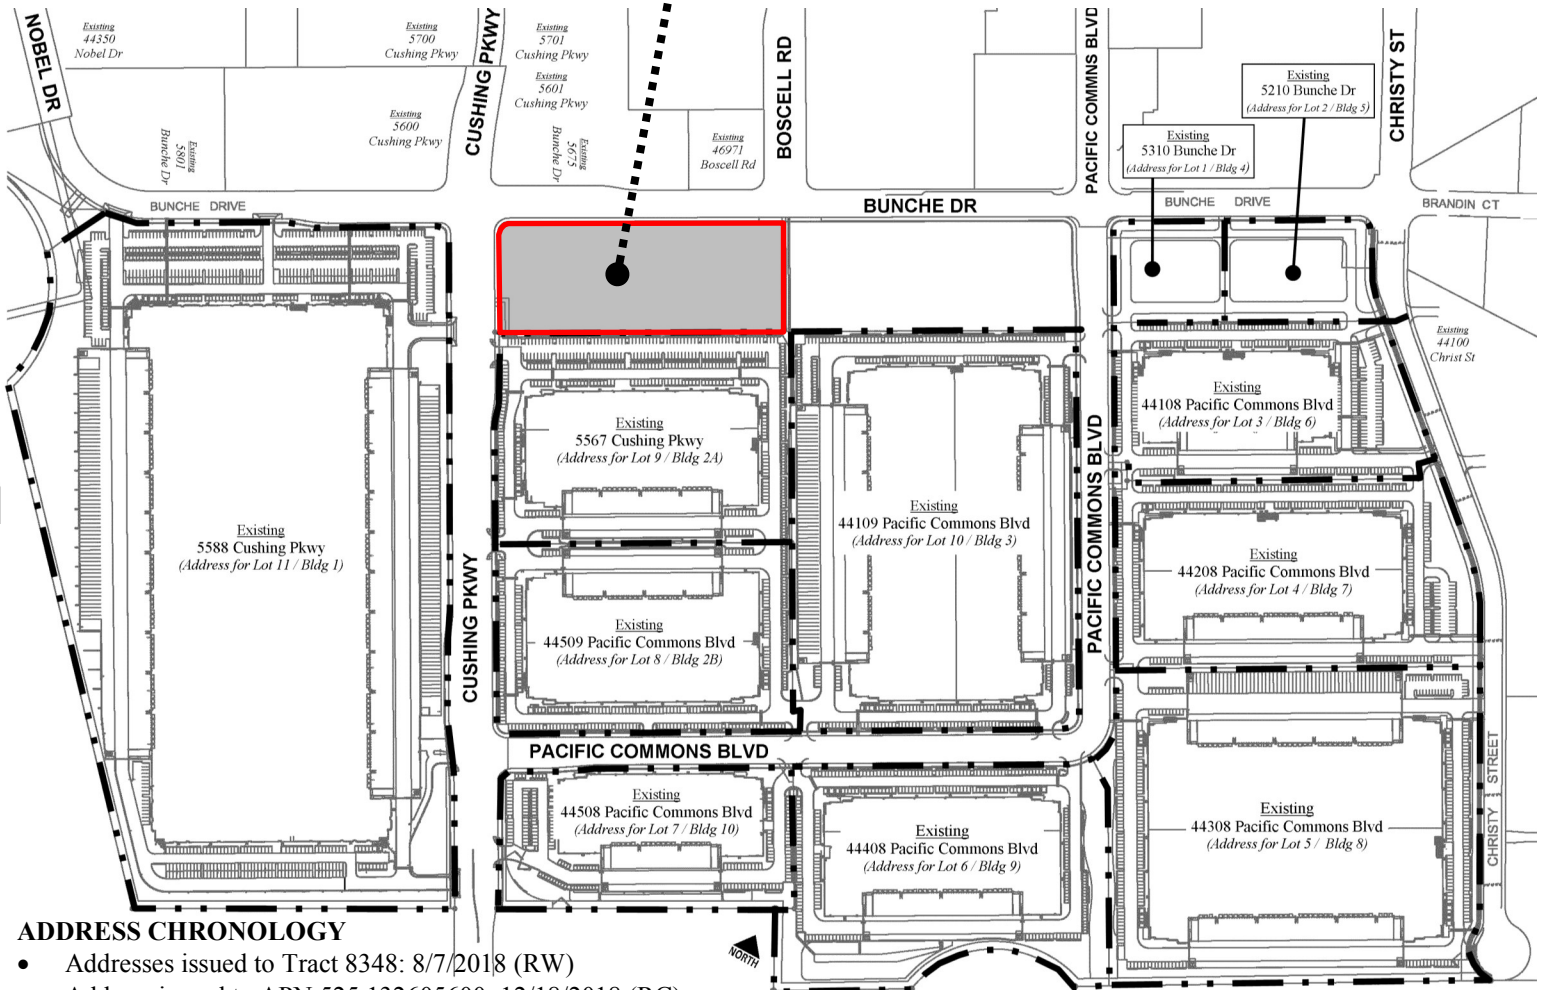 NOBEL DR
Existing
44350
Nobel Dr
Existing
5700
Cushing Pkwy
CUSHING PKWY
Existing
5701
Cushing Pkwy
Existing
5601
Cushing Pkwy
Existing
5600
Cushing Pkwy
Existing
5801
Bunche Dr
Existing
5675
Bunche Dr
Existing
46971
Boscell Rd
BOSCELL RD
PACIFIC COMMNS BLVD
CHRISTY ST
Existing
5210 Bunche Dr
(Address for Lot 2 / Bldg 5)
Existing
5310 Bunche Dr
(Address for Lot 1 / Bldg 4)
BUNCHE DRIVE
BUNCHE DR
BUNCHE DRIVE
BRANDIN CT
Existing
44100
Christ St
Existing
44108 Pacific Commons Blvd
(Address for Lot 3 / Bldg 6)
Existing
5567 Cushing Pkwy
(Address for Lot 9 / Bldg 2A)
Existing
44109 Pacific Commons Blvd
(Address for Lot 10 / Bldg 3)
PACIFIC COMMONS BLVD
Existing
5588 Cushing Pkwy
(Address for Lot 11 / Bldg 1)
Existing
44208 Pacific Commons Blvd
(Address for Lot 4 / Bldg 7)
CUSHING PKWY
Existing
44509 Pacific Commons Blvd
(Address for Lot 8 / Bldg 2B)
PACIFIC COMMONS BLVD
Existing
44508 Pacific Commons Blvd
(Address for Lot 7 / Bldg 10)
Existing
44408 Pacific Commons Blvd
(Address for Lot 6 / Bldg 9)
Existing
44308 Pacific Commons Blvd
(Address for Lot 5 / Bldg 8)
CHRISTY STREET
NORTH
ADDRESS CHRONOLOGY
• Addresses issued to Tract 8348: 8/7/2018 (RW)